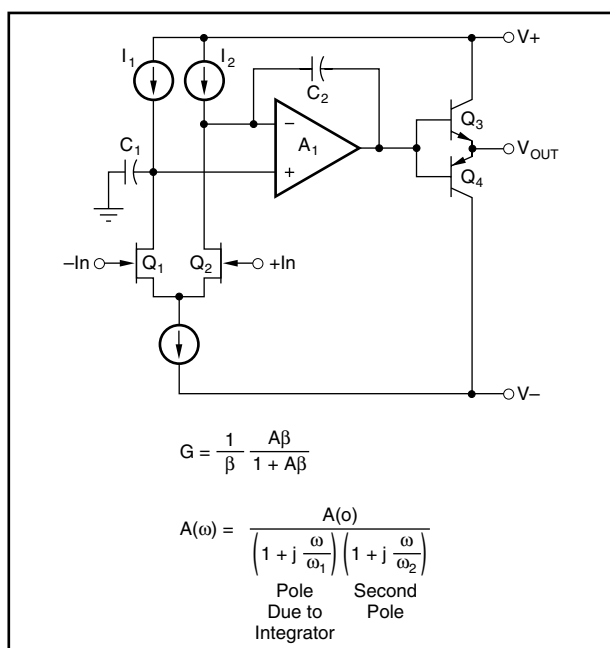 I₁ I₂ V+
C₂
Q₃
C₁ − A₁ V_OUT
+ Q₄
–In Q₁ Q₂ +In
V–
G = 1/β Aβ/(1 + Aβ)
A(ω) = A(o)/((1 + j ω/ω₁)(1 + j ω/ω₂))
Pole Second
Due to Pole
Integrator